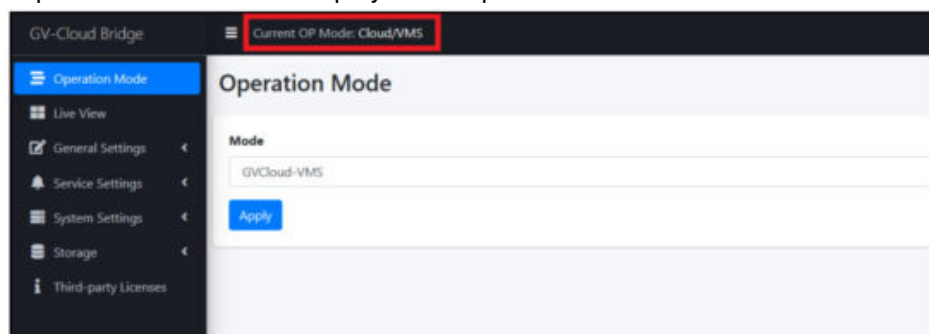 GV-Cloud Bridge
Current OP Mode: Cloud/VMS
Operation Mode
Live View
General Settings
Service Settings
System Settings
Storage
Third-party Licenses
Operation Mode
Mode
GVCloud-VMS
Apply